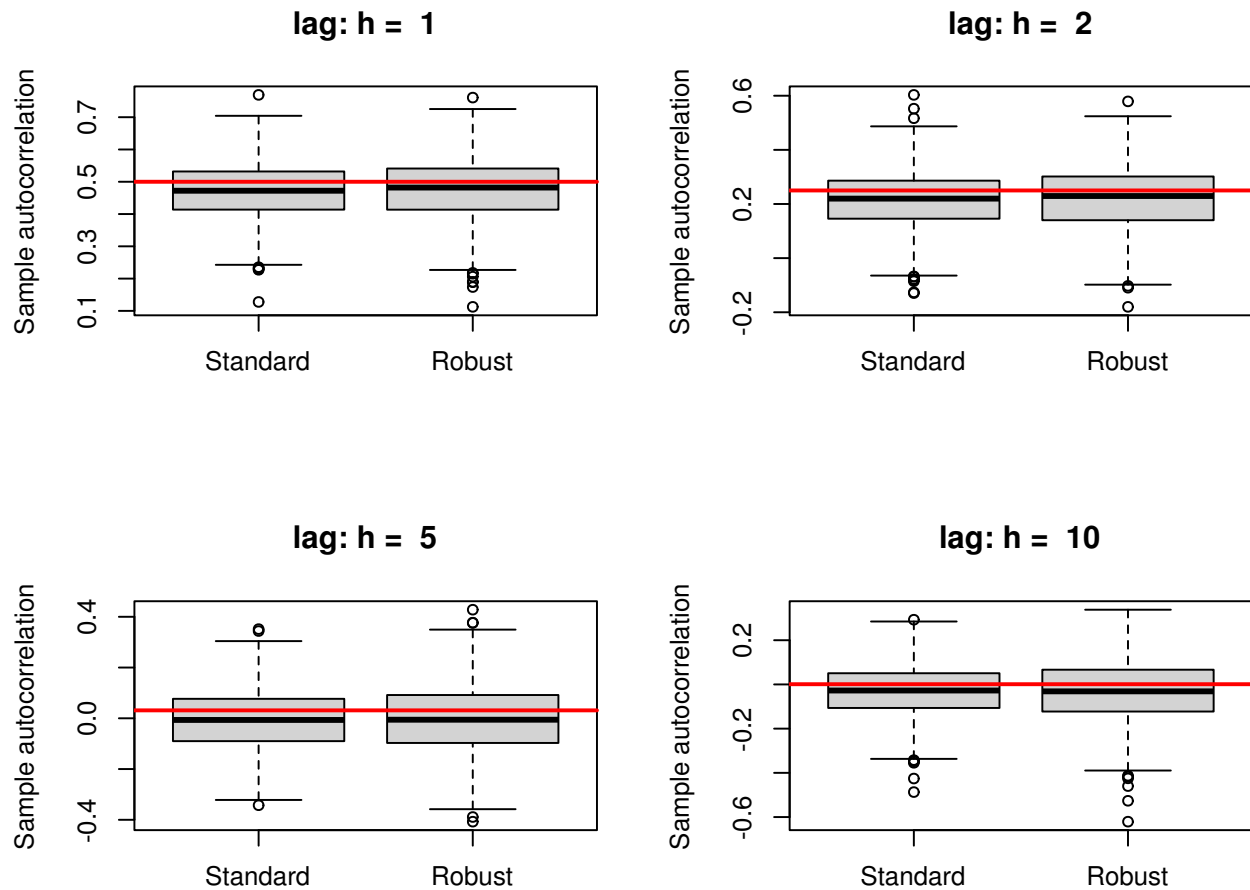 lag: h = 1
Sample autocorrelation
0.7
0.5
0.3
0.1
Standard Robust
lag: h = 2
Sample autocorrelation
0.6
0.2
-0.2
Standard Robust
lag: h = 5
Sample autocorrelation
0.4
0.0
-0.4
Standard Robust
lag: h = 10
Sample autocorrelation
0.2
-0.2
-0.6
Standard Robust